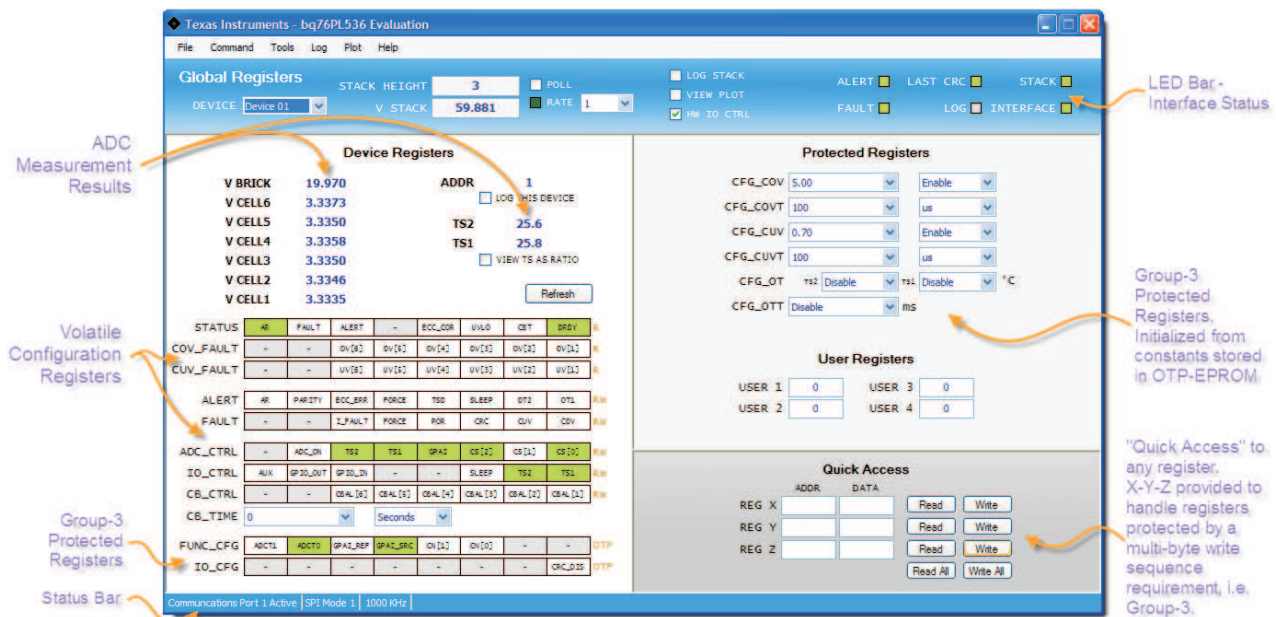 Texas Instruments - bq76PL536 Evaluation
File Command Tools Log Plot Help
Global Registers
STACK HEIGHT 3 POLL
DEVICE Device 01 V STACK 59.881 RATE 1
LOG STACK
VIEW PLOT
HW IO CTRL
ALERT LAST CRC STACK
FAULT LOG INTERFACE
LED Bar -
Interface Status
ADC
Measurement
Results
Device Registers
V BRICK 19.970 ADDR 1
V CELL6 3.3373 LOG THIS DEVICE
V CELL5 3.3350 TS2 25.6
V CELL4 3.3358 TS1 25.8
V CELL3 3.3350 VIEW TS AS RATIO
V CELL2 3.3346
V CELL1 3.3335 Refresh
Volatile
Configuration
Registers
STATUS AR FAULT ALERT - ECC_COR UVLO CBT DRDY R
COV_FAULT - - OV[6] OV[5] OV[4] OV[3] OV[2] OV[1] R
CUV_FAULT - - UV[6] UV[5] UV[4] UV[3] UV[2] UV[1] R
ALERT AR PARITY ECC_ERR FORCE TSD SLEEP OT2 OT1 RW
FAULT - - I_FAULT FORCE POR CRC CUV COV RW
ADC_CTRL - ADC_ON TS2 TS1 GPAI CS[2] CS[1] CS[0] RW
IO_CTRL AUX GPIO_OUT GPIO_IN - - SLEEP TS2 TS1 RW
CB_CTRL - - CBAL[6] CBAL[5] CBAL[4] CBAL[3] CBAL[2] CBAL[1] RW
CB_TIME 0 Seconds
FUNC_CFG ADCT1 ADCT0 GPAI_REF GPAI_SRC CN[1] CN[0] - - OTP
IO_CFG - - - - - - - CRC_DIS OTP
Group-3
Protected
Registers
Status Bar
Communcations Port 1 Active SPI Mode 1 1000 KHz
Protected Registers
CFG_COV 5.00 Enable
CFG_COVT 100 us
CFG_CUV 0.70 Enable
CFG_CUVT 100 us
CFG_OT TS2 Disable TS1 Disable °C
CFG_OTT Disable ms
User Registers
USER 1 0 USER 3 0
USER 2 0 USER 4 0
Group-3
Protected
Registers.
Initialized from
constants stored
in OTP-EPROM
Quick Access
ADDR DATA
REG X Read Write
REG Y Read Write
REG Z Read Write
Read All Write All
"Quick Access" to
any register.
X-Y-Z provided to
handle registers
protected by a
multi-byte write
sequence
requirement, i.e.
Group-3.